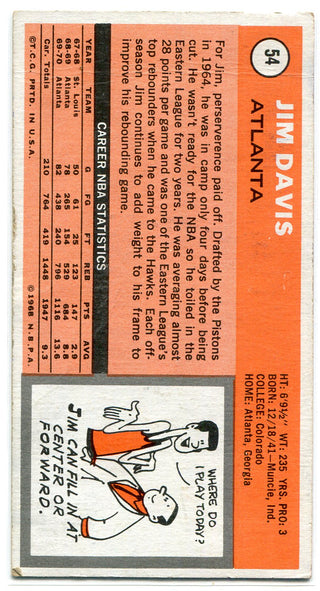 54
JIM DAVIS
ATLANTA
HT: 6'9½" WT: 235 YRS. PRO: 3
BORN: 12/18/41—Muncie, Ind.
COLLEGE: Colorado
HOME: Atlanta, Georgia
For Jim, perserverence paid off. Drafted by the Pistons
in 1964, he was in camp only four days before being
cut. He wasn't ready for the NBA so he toiled in the
Eastern League for two years. He was averaging almost
28 points per game and was one of the Eastern League's
top rebounders when he came to the Hawks. Each off-
season Jim continues to add weight to his frame to
improve his rebounding game.
CAREER NBA STATISTICS
YEAR TEAM G FG FT REB PTS AVG
67-68 St. Louis 50 61 25 123 147 2.9
68-69 Atlanta 78 265 154 529 684 8.8
69-70 Atlanta 82 438 240 796 1116 13.6
Car. Totals 210 764 419 1448 1947 9.3
©T.C.G. PRTD. IN U.S.A. ©1968 N.B.P.A.
WHERE DO
I PLAY TODAY?
JIM CAN FILL IN AT
CENTER OR
FORWARD.